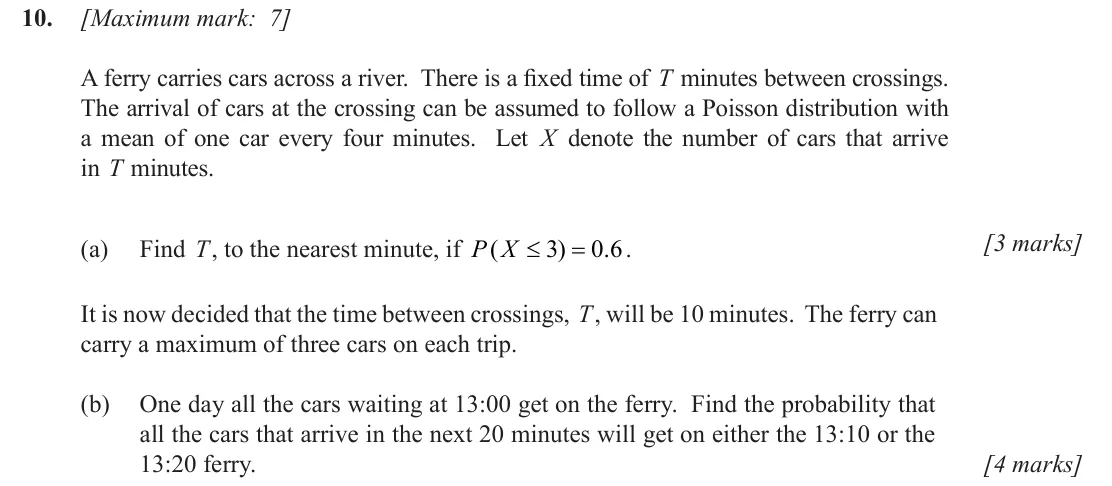 10. [Maximum mark: 7]
A ferry carries cars across a river. There is a fixed time of T minutes between crossings.
The arrival of cars at the crossing can be assumed to follow a Poisson distribution with
a mean of one car every four minutes. Let X denote the number of cars that arrive
in T minutes.
(a) Find T, to the nearest minute, if P(X ≤ 3) = 0.6. [3 marks]
It is now decided that the time between crossings, T, will be 10 minutes. The ferry can
carry a maximum of three cars on each trip.
(b) One day all the cars waiting at 13:00 get on the ferry. Find the probability that
all the cars that arrive in the next 20 minutes will get on either the 13:10 or the
13:20 ferry. [4 marks]